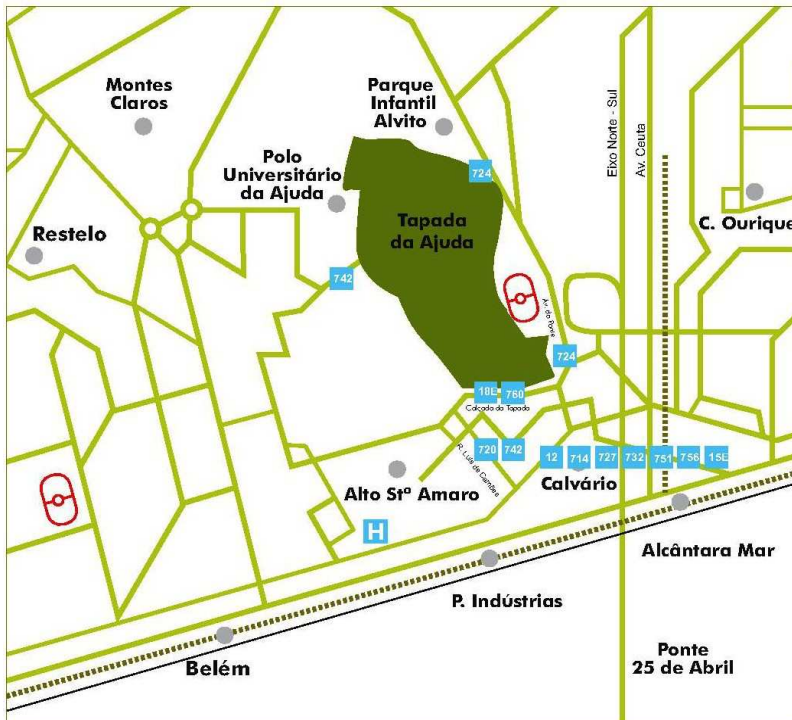 Montes
Claros
Parque
Infantil
Alvito
Eixo Norte - Sul
Av. Ceuta
Polo
Universitário
da Ajuda
724
C. Ourique
Tapada
da Ajuda
Restelo
742
Av. da Ponte
724
18E
760
Calçada da Tapada
R. Luís de Camões
720
742
12
714
727
732
751
756
15E
Alto Stª Amaro
Calvário
H
Alcântara Mar
P. Indústrias
Belém
Ponte
25 de Abril